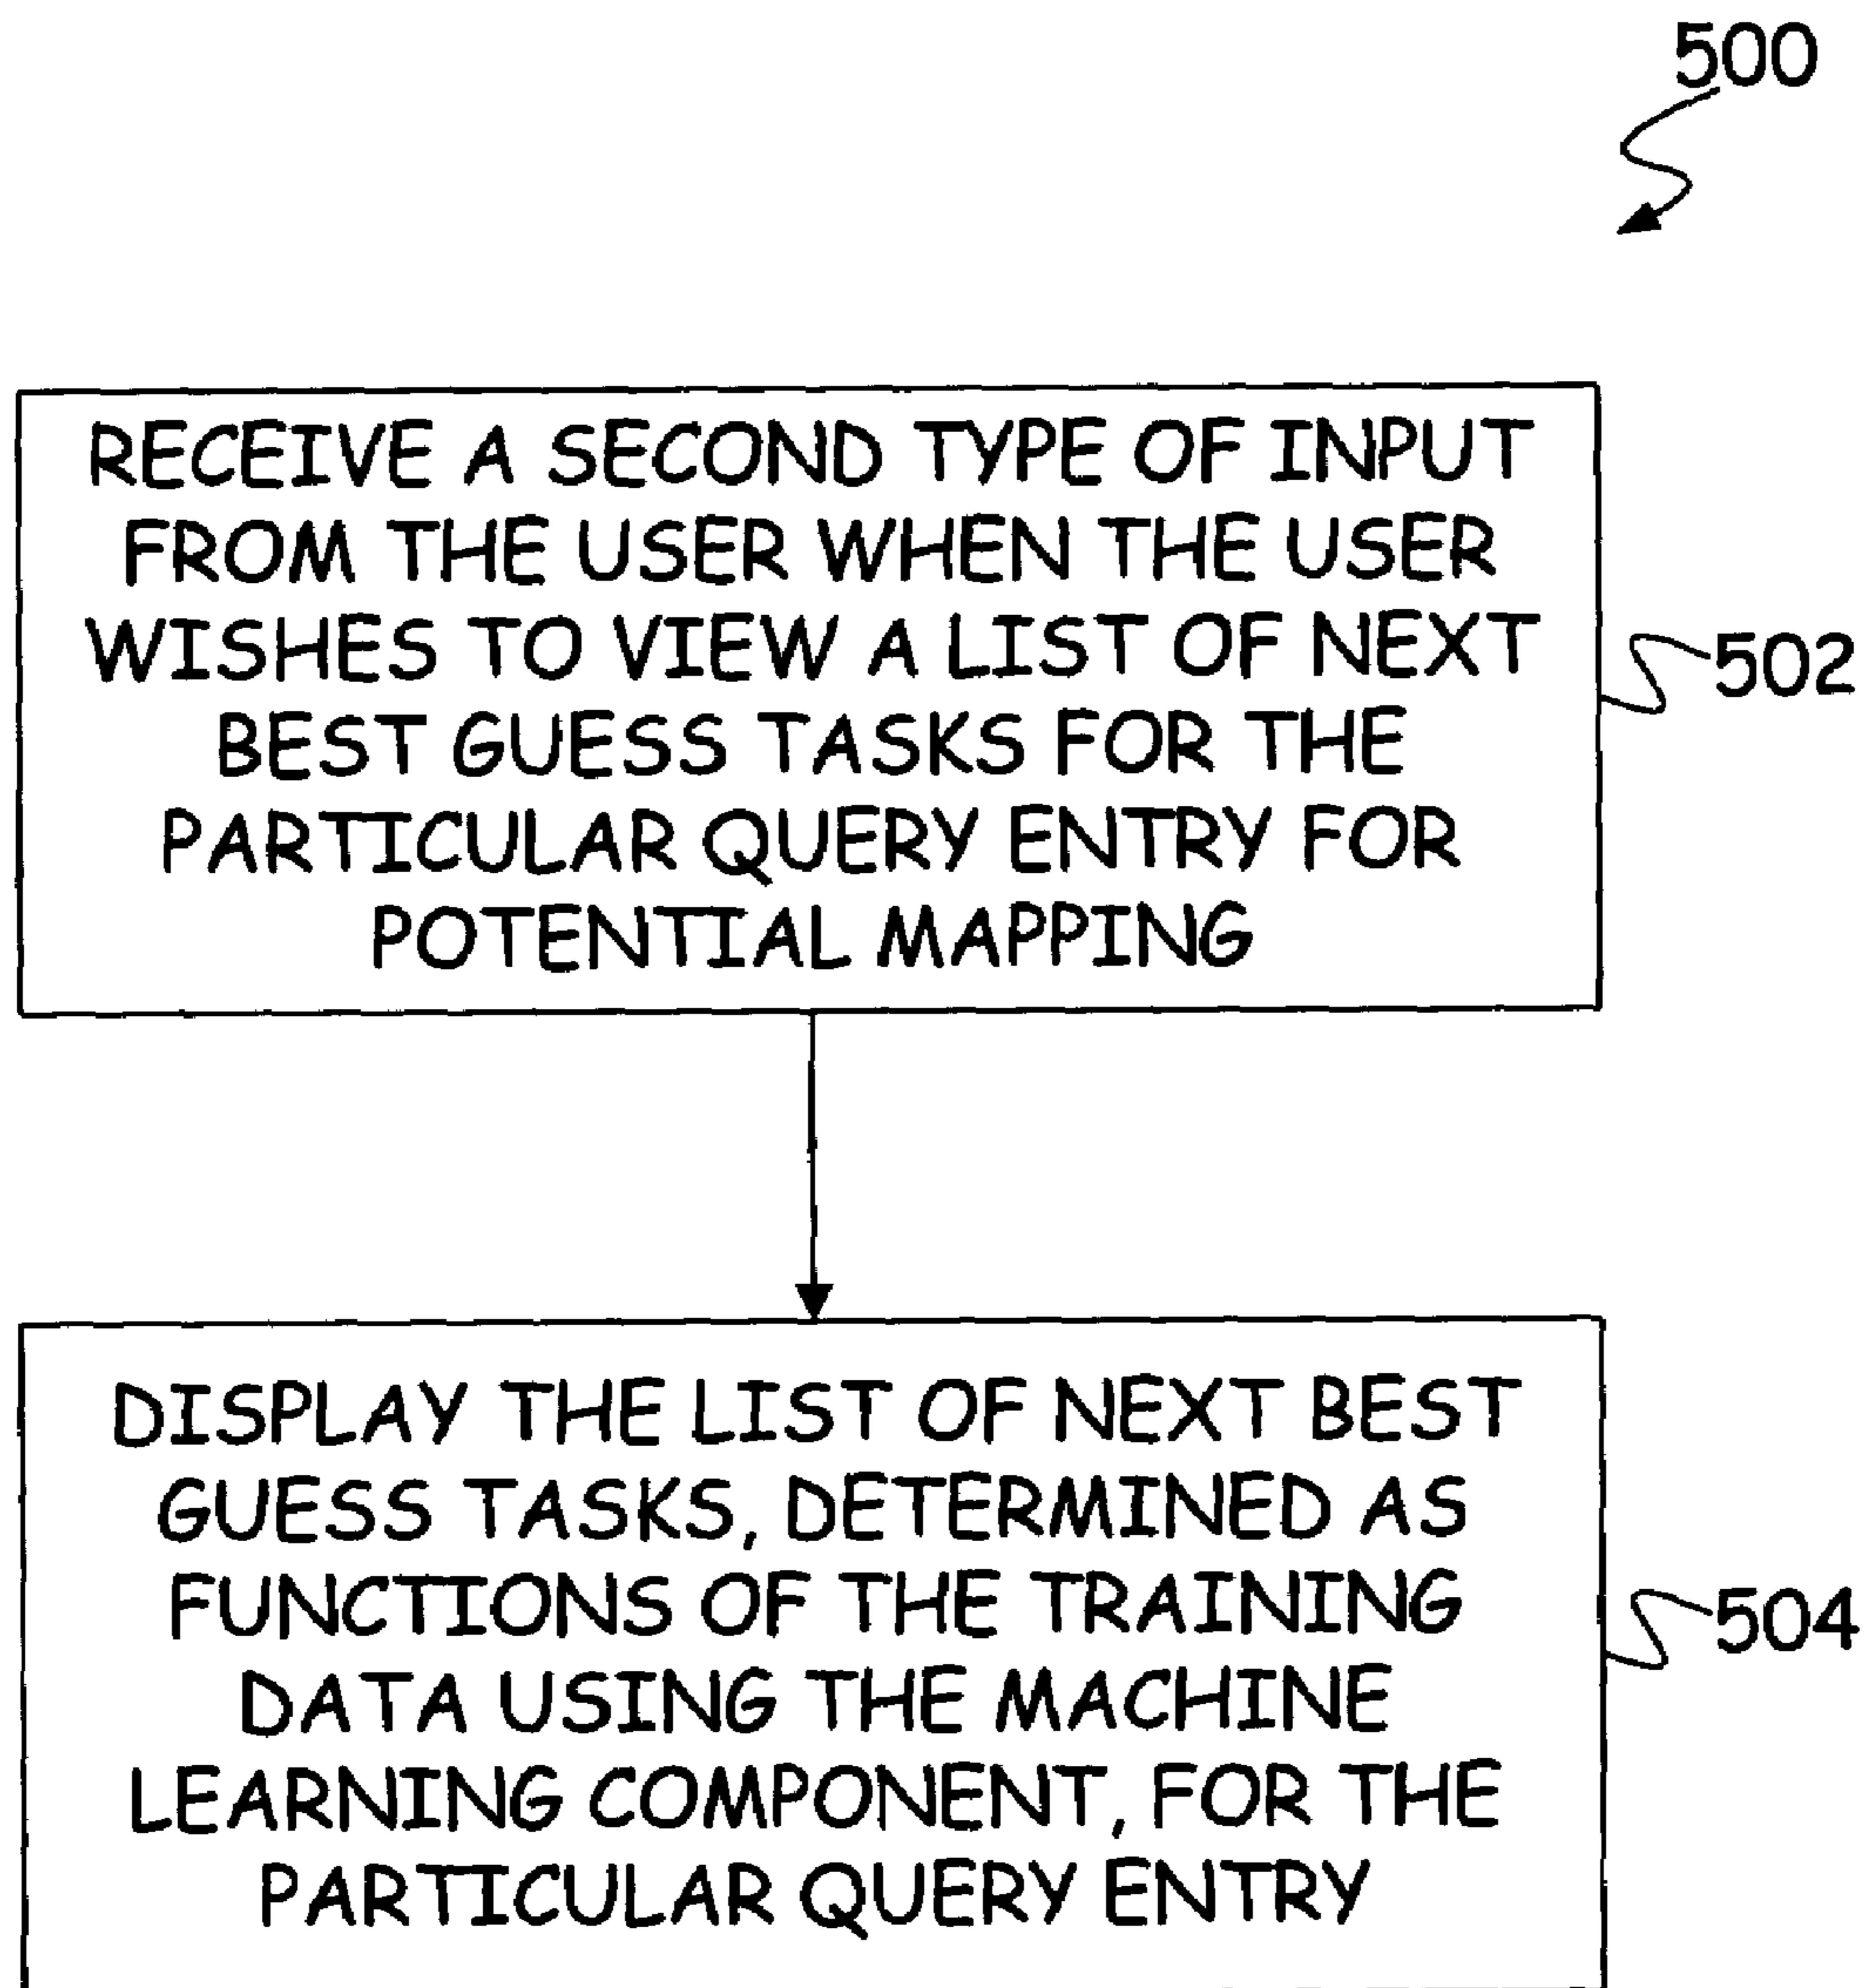 500
RECEIVE A SECOND TYPE OF INPUT
FROM THE USER WHEN THE USER
WISHES TO VIEW A LIST OF NEXT
BEST GUESS TASKS FOR THE
PARTICULAR QUERY ENTRY FOR
POTENTIAL MAPPING
502
DISPLAY THE LIST OF NEXT BEST
GUESS TASKS, DETERMINED AS
FUNCTIONS OF THE TRAINING
DATA USING THE MACHINE
LEARNING COMPONENT, FOR THE
PARTICULAR QUERY ENTRY
504